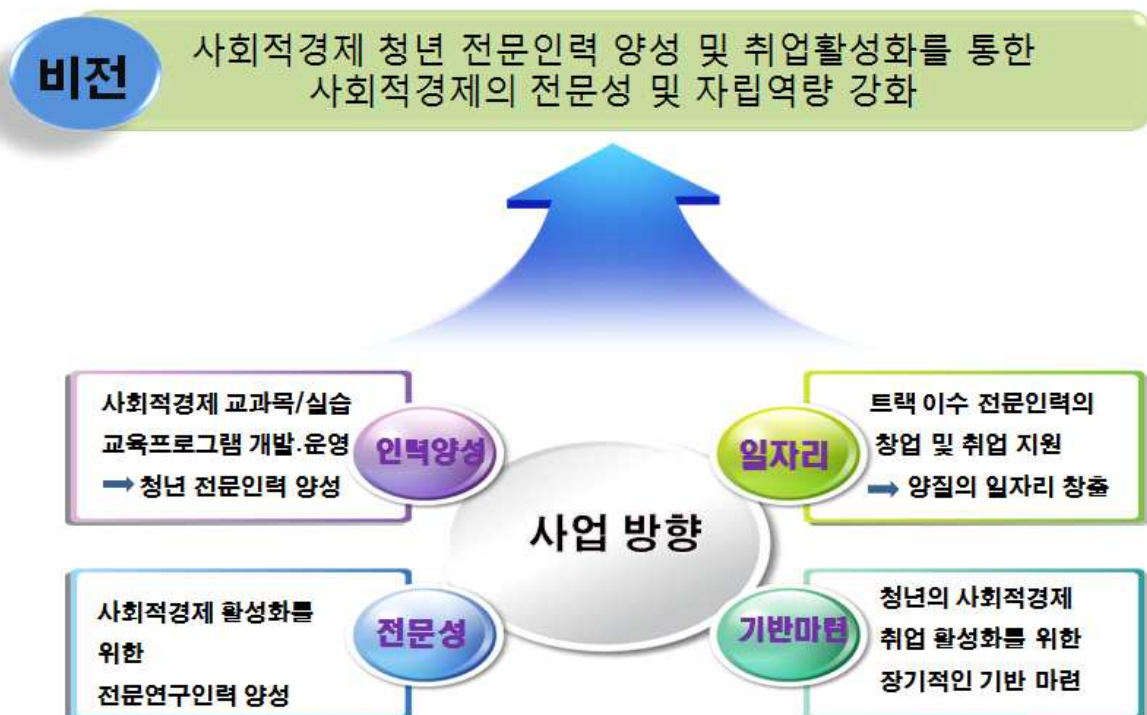 비전
사회적경제 청년 전문인력 양성 및 취업활성화를 통한
사회적경제의 전문성 및 자립역량 강화
사회적경제 교과목/실습
교육프로그램 개발.운영
➡ 청년 전문인력 양성
인력양성
일자리
트랙 이수 전문인력의
창업 및 취업 지원
➡ 양질의 일자리 창출
사업 방향
사회적경제 활성화를
위한
전문연구인력 양성
전문성
기반마련
청년의 사회적경제
취업 활성화를 위한
장기적인 기반 마련